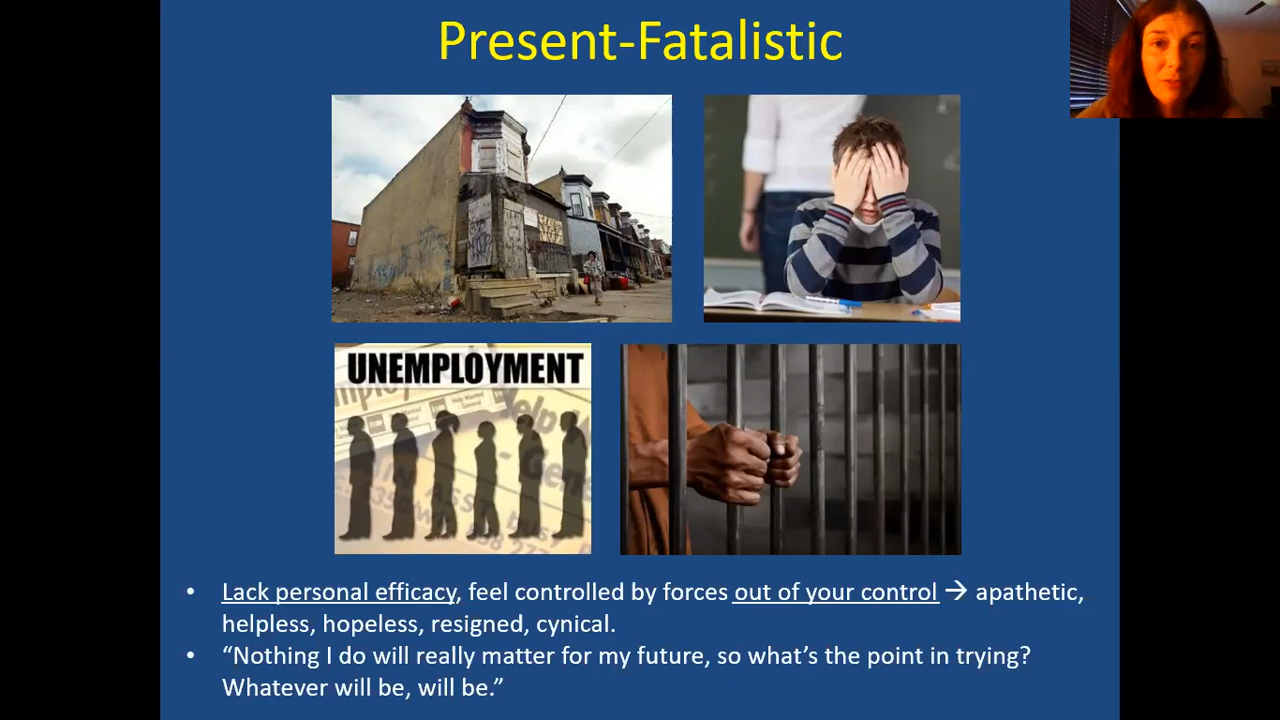 Present-Fatalistic
UNEMPLOYMENT
• Lack personal efficacy, feel controlled by forces out of your control → apathetic,
helpless, hopeless, resigned, cynical.
• “Nothing I do will really matter for my future, so what’s the point in trying?
Whatever will be, will be.”